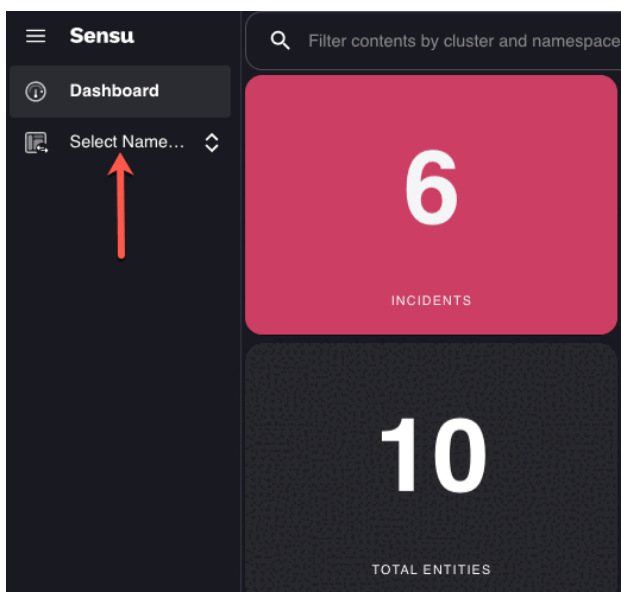 Sensu
Filter contents by cluster and namespace
Dashboard
Select Name...
6
INCIDENTS
10
TOTAL ENTITIES